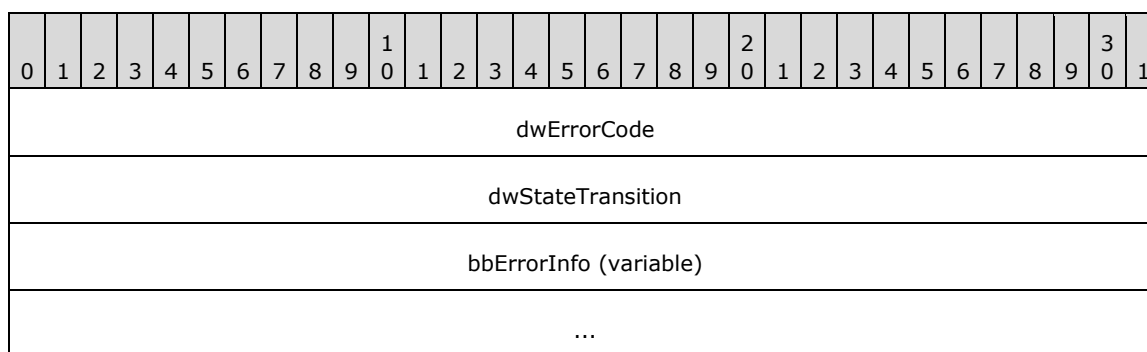 1 2 3
0 1 2 3 4 5 6 7 8 9 0 1 2 3 4 5 6 7 8 9 0 1 2 3 4 5 6 7 8 9 0 1
dwErrorCode
dwStateTransition
bbErrorInfo (variable)
...